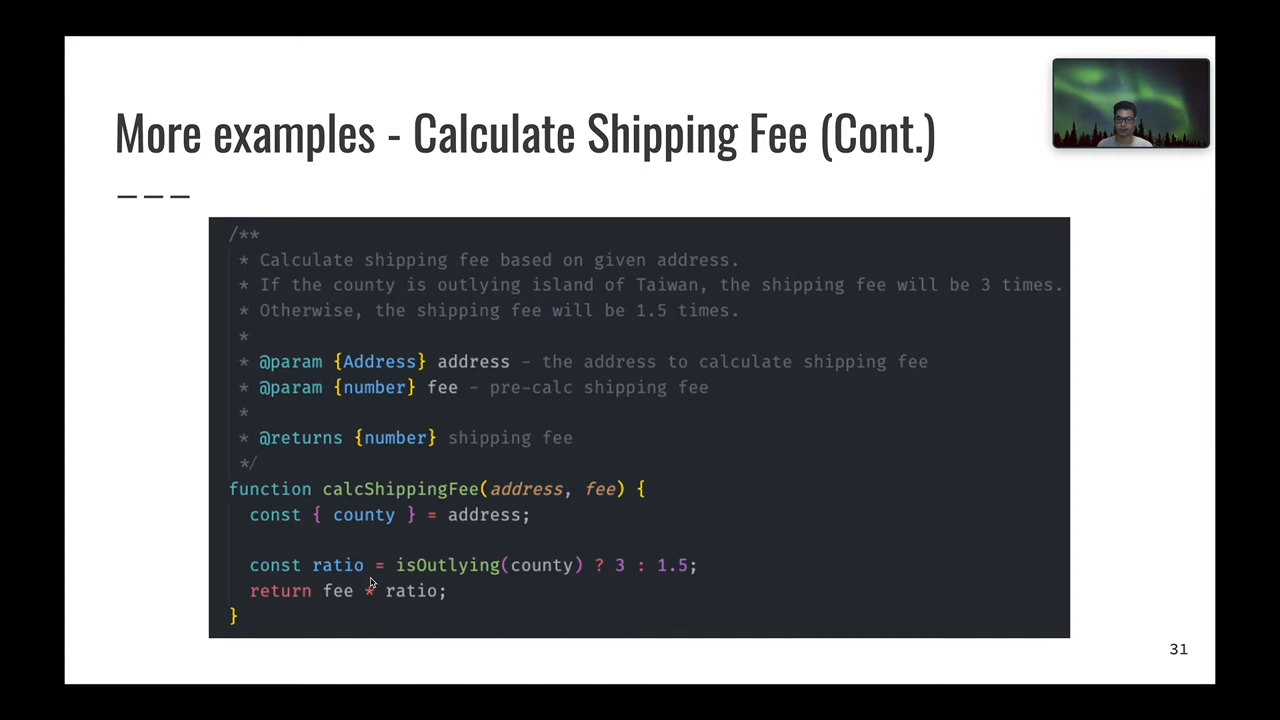 More examples - Calculate Shipping Fee (Cont.)
/**
* Calculate shipping fee based on given address.
* If the county is outlying island of Taiwan, the shipping fee will be 3 times.
* Otherwise, the shipping fee will be 1.5 times.
*
* @param {Address} address - the address to calculate shipping fee
* @param {number} fee - pre-calc shipping fee
*
* @returns {number} shipping fee
*/
function calcShippingFee(address, fee) {
const { county } = address;
const ratio = isOutlying(county) ? 3 : 1.5;
return fee * ratio;
}
31